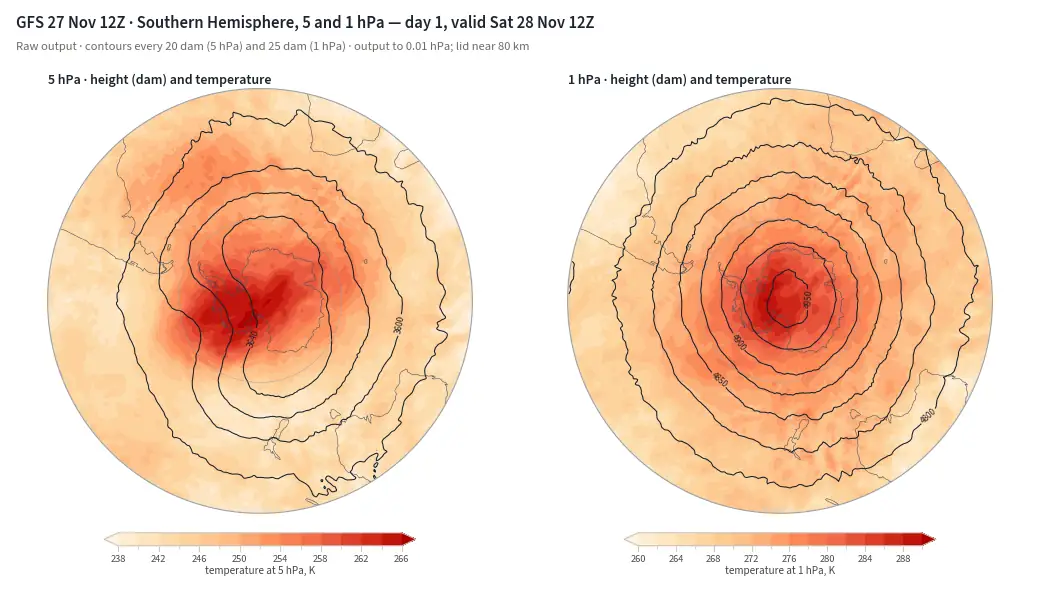 GFS 27 Nov 12Z · Southern Hemisphere, 5 and 1 hPa — day 1, valid Sat 28 Nov 12Z
Raw output · contours every 20 dam (5 hPa) and 25 dam (1 hPa) · output to 0.01 hPa; lid near 80 km
5 hPa · height (dam) and temperature
1 hPa · height (dam) and temperature
3600
4950
4900
4850
4800
238 242 246 250 254 258 262 266
temperature at 5 hPa, K
260 264 268 272 276 280 284 288
temperature at 1 hPa, K